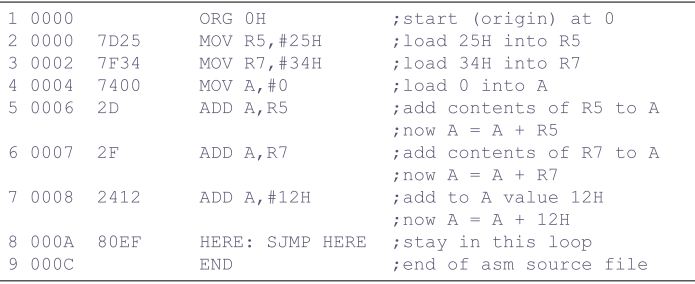 1 0000 ORG 0H ;start (origin) at 0
2 0000 7D25 MOV R5,#25H ;load 25H into R5
3 0002 7F34 MOV R7,#34H ;load 34H into R7
4 0004 7400 MOV A,#0 ;load 0 into A
5 0006 2D ADD A,R5 ;add contents of R5 to A
;now A = A + R5
6 0007 2F ADD A,R7 ;add contents of R7 to A
;now A = A + R7
7 0008 2412 ADD A,#12H ;add to A value 12H
;now A = A + 12H
8 000A 80EF HERE: SJMP HERE ;stay in this loop
9 000C END ;end of asm source file